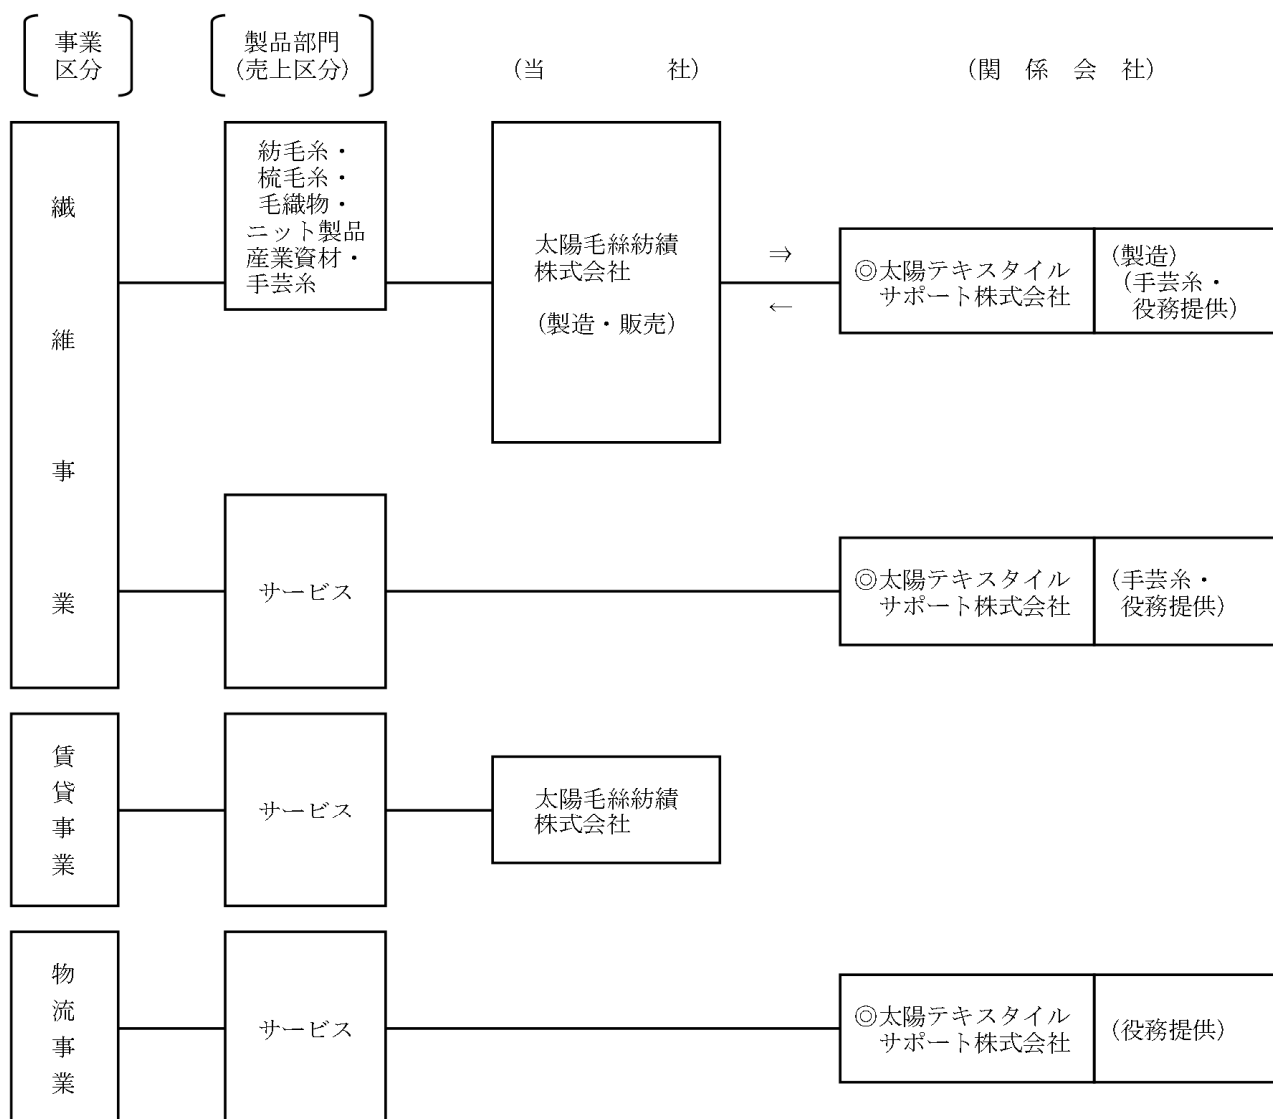 事業
区分
製品部門
(売上区分)
(当　　　　　社)
(関　係　会　社)
繊維事業
紡毛糸・
梳毛糸・
毛織物・
ニット製品
産業資材・
手芸糸
太陽毛絲紡績
株式会社
(製造・販売)
⇒
←
◎太陽テキスタイル
サポート株式会社
(製造)
(手芸糸・
役務提供)
サービス
◎太陽テキスタイル
サポート株式会社
(手芸糸・
役務提供)
賃貸事業
サービス
太陽毛絲紡績
株式会社
物流事業
サービス
◎太陽テキスタイル
サポート株式会社
(役務提供)